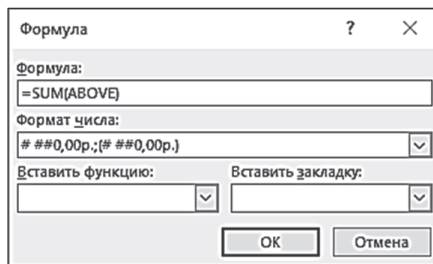 Формула ?
Формула:
=SUM(ABOVE)
Формат числа:
# ##0,00р.;(# ##0,00р.)
Вставить функцию: Вставить закладку:
ОК Отмена